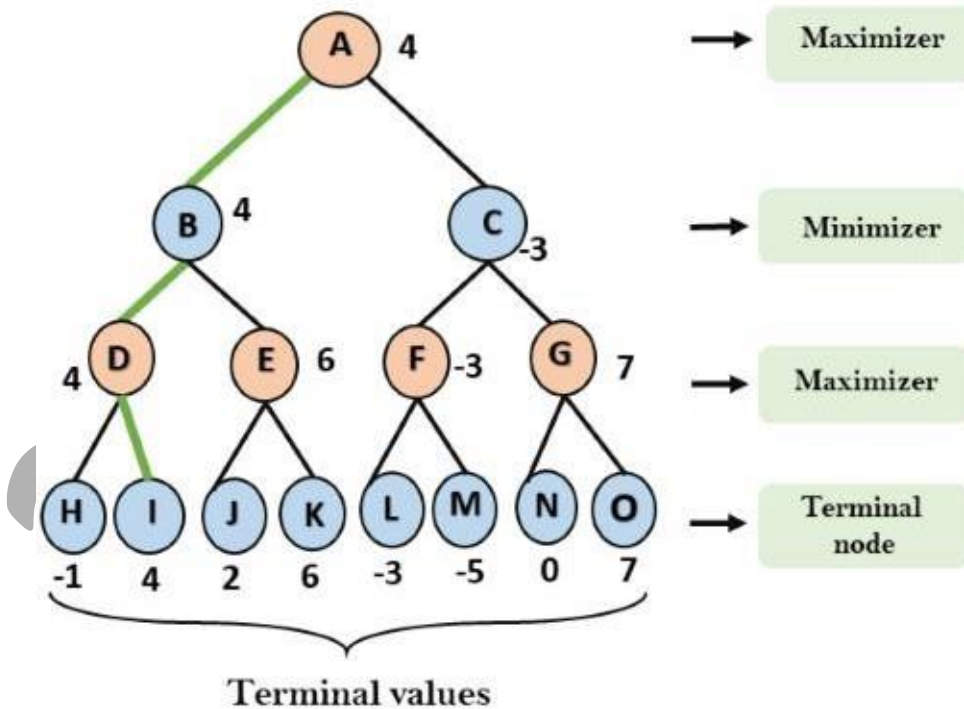 A 4 Maximizer
B 4 C -3 Minimizer
D 4 E 6 F -3 G 7 Maximizer
H I J K L M N O Terminal
node
-1 4 2 6 -3 -5 0 7
Terminal values